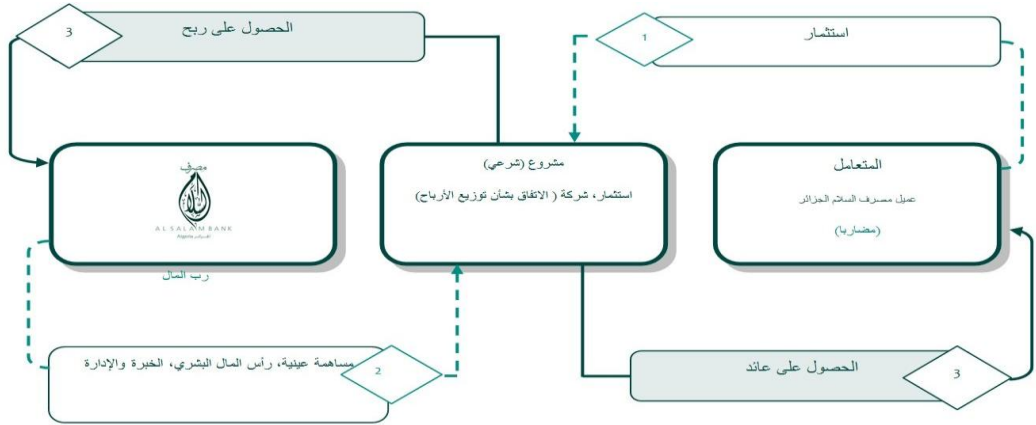 استثمار
1
الحصول على ربح
3
المتعامل
عميل مصرف السلام الجزائر
(مضاربا)
مشروع (شرعي)
استثمار، شركة ( الاتفاق بشأن توزيع الأرباح)
مصرف
السلام
AL SALAM BANK
Algeria الجزائر
رب المال
مساهمة عينية، رأس المال البشري، الخبرة والإدارة
2
الحصول على عائد
3